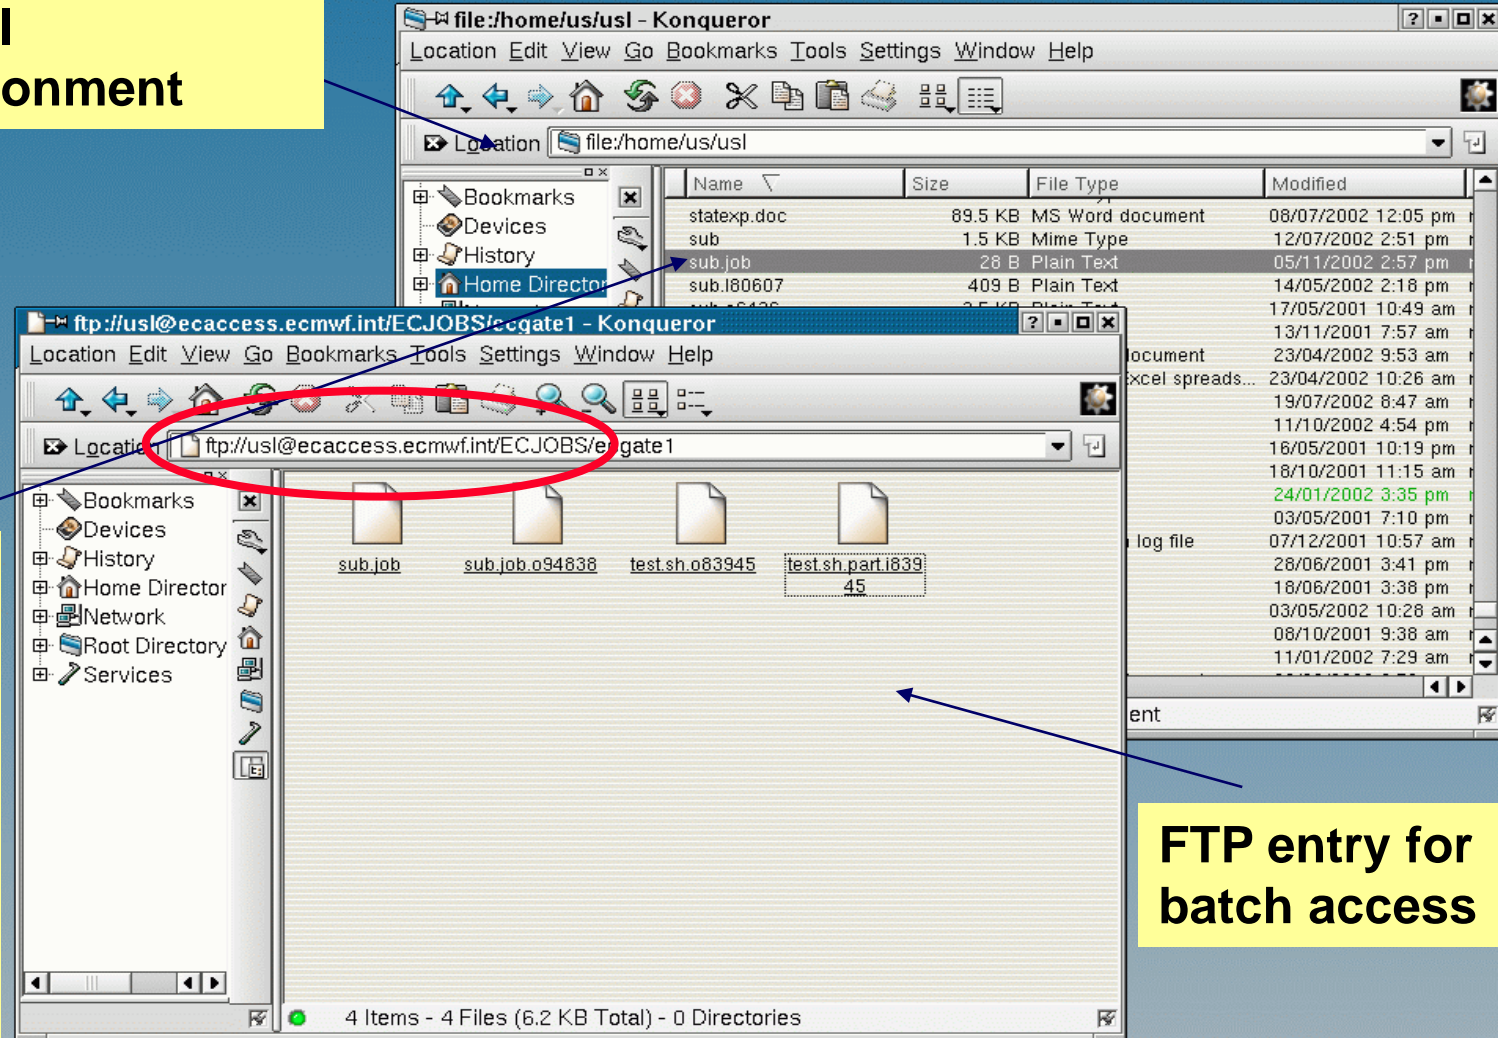 l
onment
file:/home/us/usl - Konqueror
Location Edit View Go Bookmarks Tools Settings Window Help
Location file:/home/us/usl
Name Size File Type Modified
statexp.doc 89.5 KB MS Word document 08/07/2002 12:05 pm
sub 1.5 KB Mime Type 12/07/2002 2:51 pm
sub.job 28 B Plain Text 05/11/2002 2:57 pm
sub.l80607 409 B Plain Text 14/05/2002 2:18 pm
17/05/2001 10:49 am
13/11/2001 7:57 am
document 23/04/2002 9:53 am
Excel spreads... 23/04/2002 10:26 am
19/07/2002 8:47 am
11/10/2002 4:54 pm
16/05/2001 10:19 pm
18/10/2001 11:15 am
24/01/2002 3:35 pm
03/05/2001 7:10 pm
log file 07/12/2001 10:57 am
28/06/2001 3:41 pm
18/06/2001 3:38 pm
03/05/2002 10:28 am
08/10/2001 9:38 am
11/01/2002 7:29 am
ent
Bookmarks
Devices
History
Home Director
ftp://usl@ecaccess.ecmwf.int/ECJOBS/ecgate1 - Konqueror
Location Edit View Go Bookmarks Tools Settings Window Help
Location ftp://usl@ecaccess.ecmwf.int/ECJOBS/ecgate1
Bookmarks
Devices
History
Home Director
Network
Root Directory
Services
sub.job sub.job.o94838 test.sh.o83945 test.sh.part.i839
45
4 Items - 4 Files (6.2 KB Total) - 0 Directories
FTP entry for
batch access